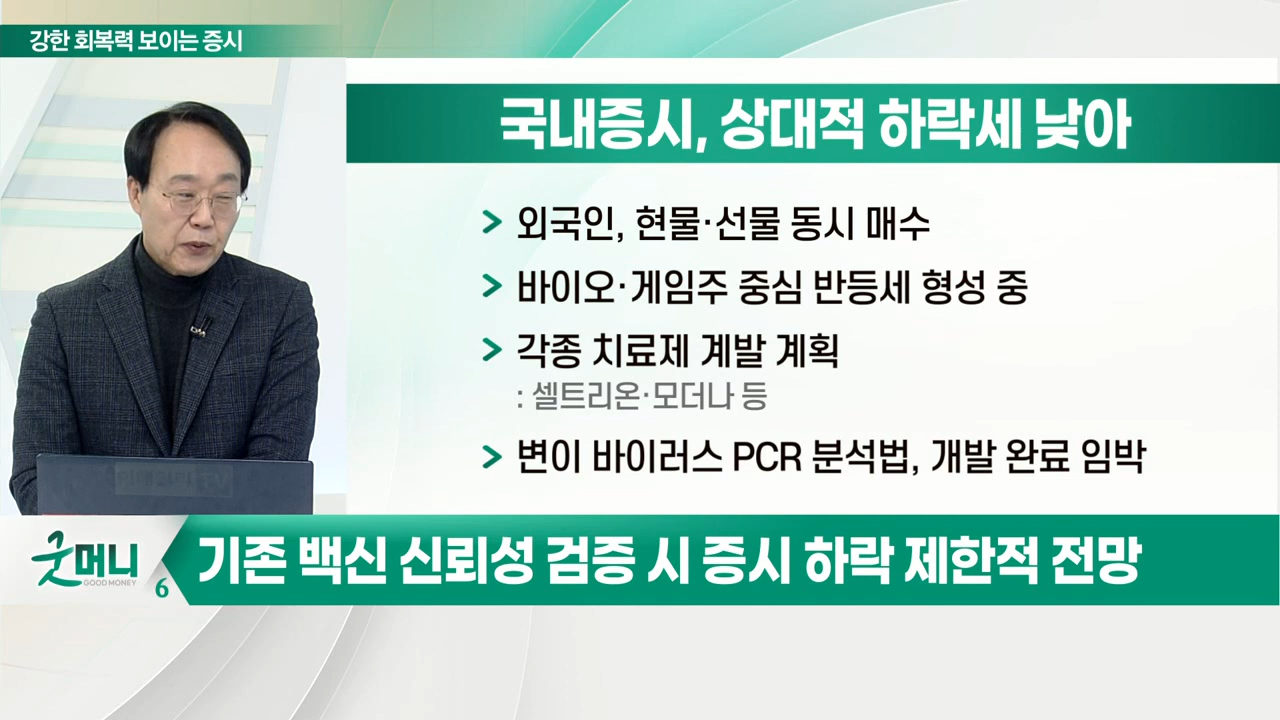 강한 회복력 보이는 증시
국내증시, 상대적 하락세 낮아
> 외국인, 현물·선물 동시 매수
> 바이오·게임주 중심 반등세 형성 중
> 각종 치료제 계발 계획
: 셀트리온·모더나 등
> 변이 바이러스 PCR 분석법, 개발 완료 임박
굿머니
GOOD MONEY
6
기존 백신 신뢰성 검증 시 증시 하락 제한적 전망